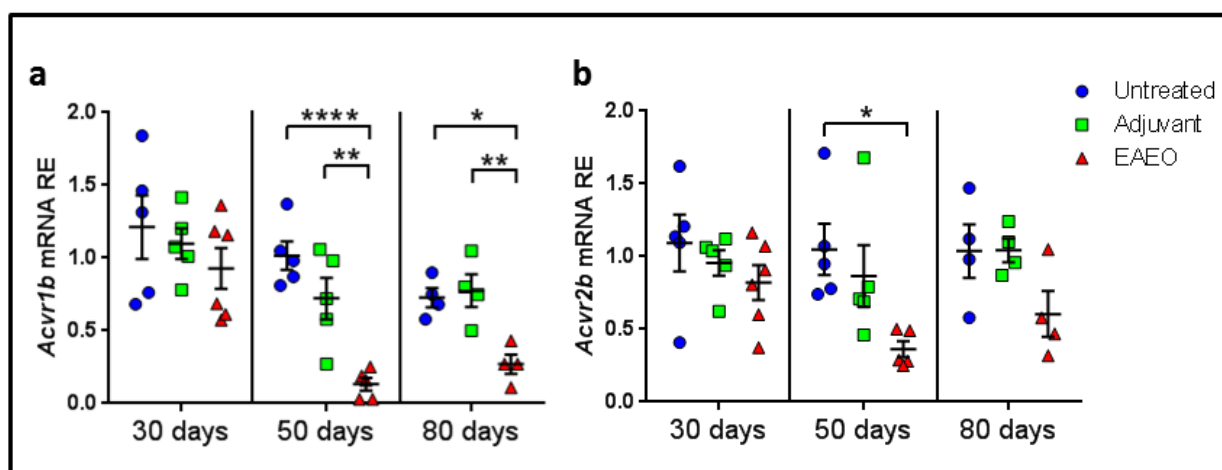 a
Acvr1b mRNA RE
2.0
1.5
1.0
0.5
0.0
****
**
*
**
30 days
50 days
80 days
b
Acvr2b mRNA RE
2.0
1.5
1.0
0.5
0.0
*
30 days
50 days
80 days
Untreated
Adjuvant
EAEO